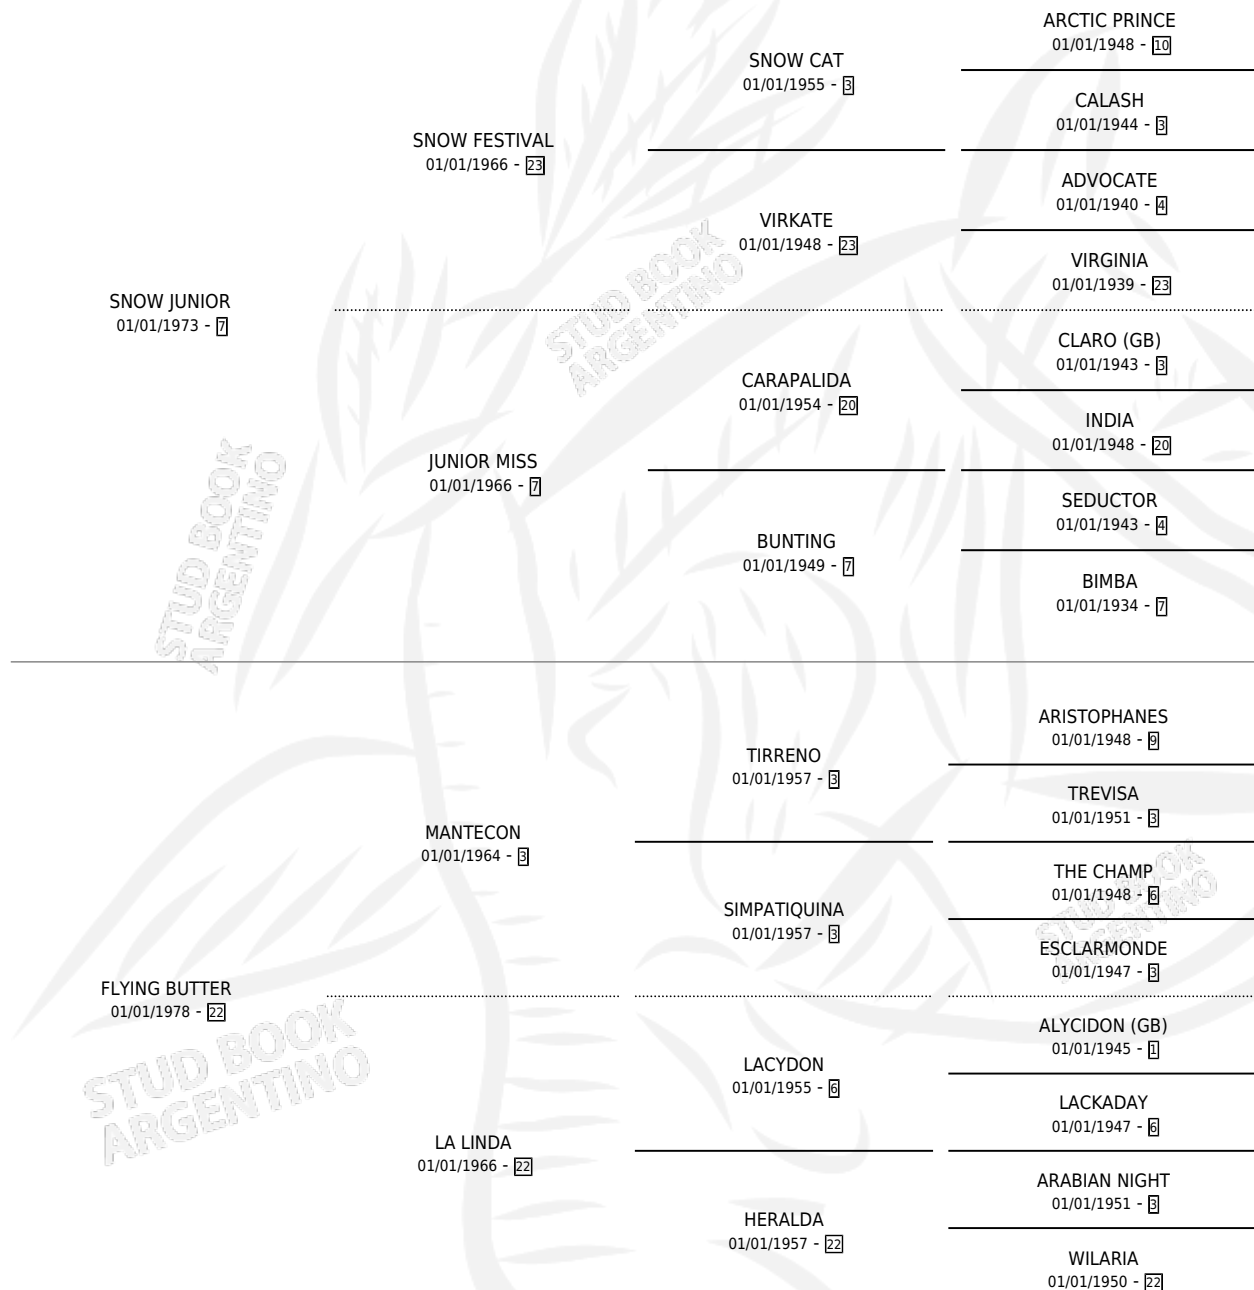 ARCTIC PRINCE
01/01/1948 - 10
SNOW CAT
01/01/1955 - 3
CALASH
01/01/1944 - 3
SNOW FESTIVAL
01/01/1966 - 23
ADVOCATE
01/01/1940 - 4
VIRKATE
01/01/1948 - 23
VIRGINIA
01/01/1939 - 23
SNOW JUNIOR
01/01/1973 - 7
STUD BOOK
ARGENTINO
CLARO (GB)
01/01/1943 - 3
CARAPALIDA
01/01/1954 - 20
INDIA
01/01/1948 - 20
JUNIOR MISS
01/01/1966 - 7
SEDUCTOR
01/01/1943 - 4
BUNTING
01/01/1949 - 7
BIMBA
01/01/1934 - 7
STUD BOOK
ARGENTINO
ARISTOPHANES
01/01/1948 - 9
TIRRENO
01/01/1957 - 3
TREVISA
01/01/1951 - 3
MANTECON
01/01/1964 - 3
THE CHAMP
01/01/1948 - 6
SIMPATIQUINA
01/01/1957 - 3
ESCLARMONDE
01/01/1947 - 3
STUD BOOK
ARGENTINO
FLYING BUTTER
01/01/1978 - 22
ALYCIDON (GB)
01/01/1945 - 1
LACYDON
01/01/1955 - 6
LACKADAY
01/01/1947 - 6
STUD BOOK
ARGENTINO
LA LINDA
01/01/1966 - 22
ARABIAN NIGHT
01/01/1951 - 3
HERALDA
01/01/1957 - 22
WILARIA
01/01/1950 - 22